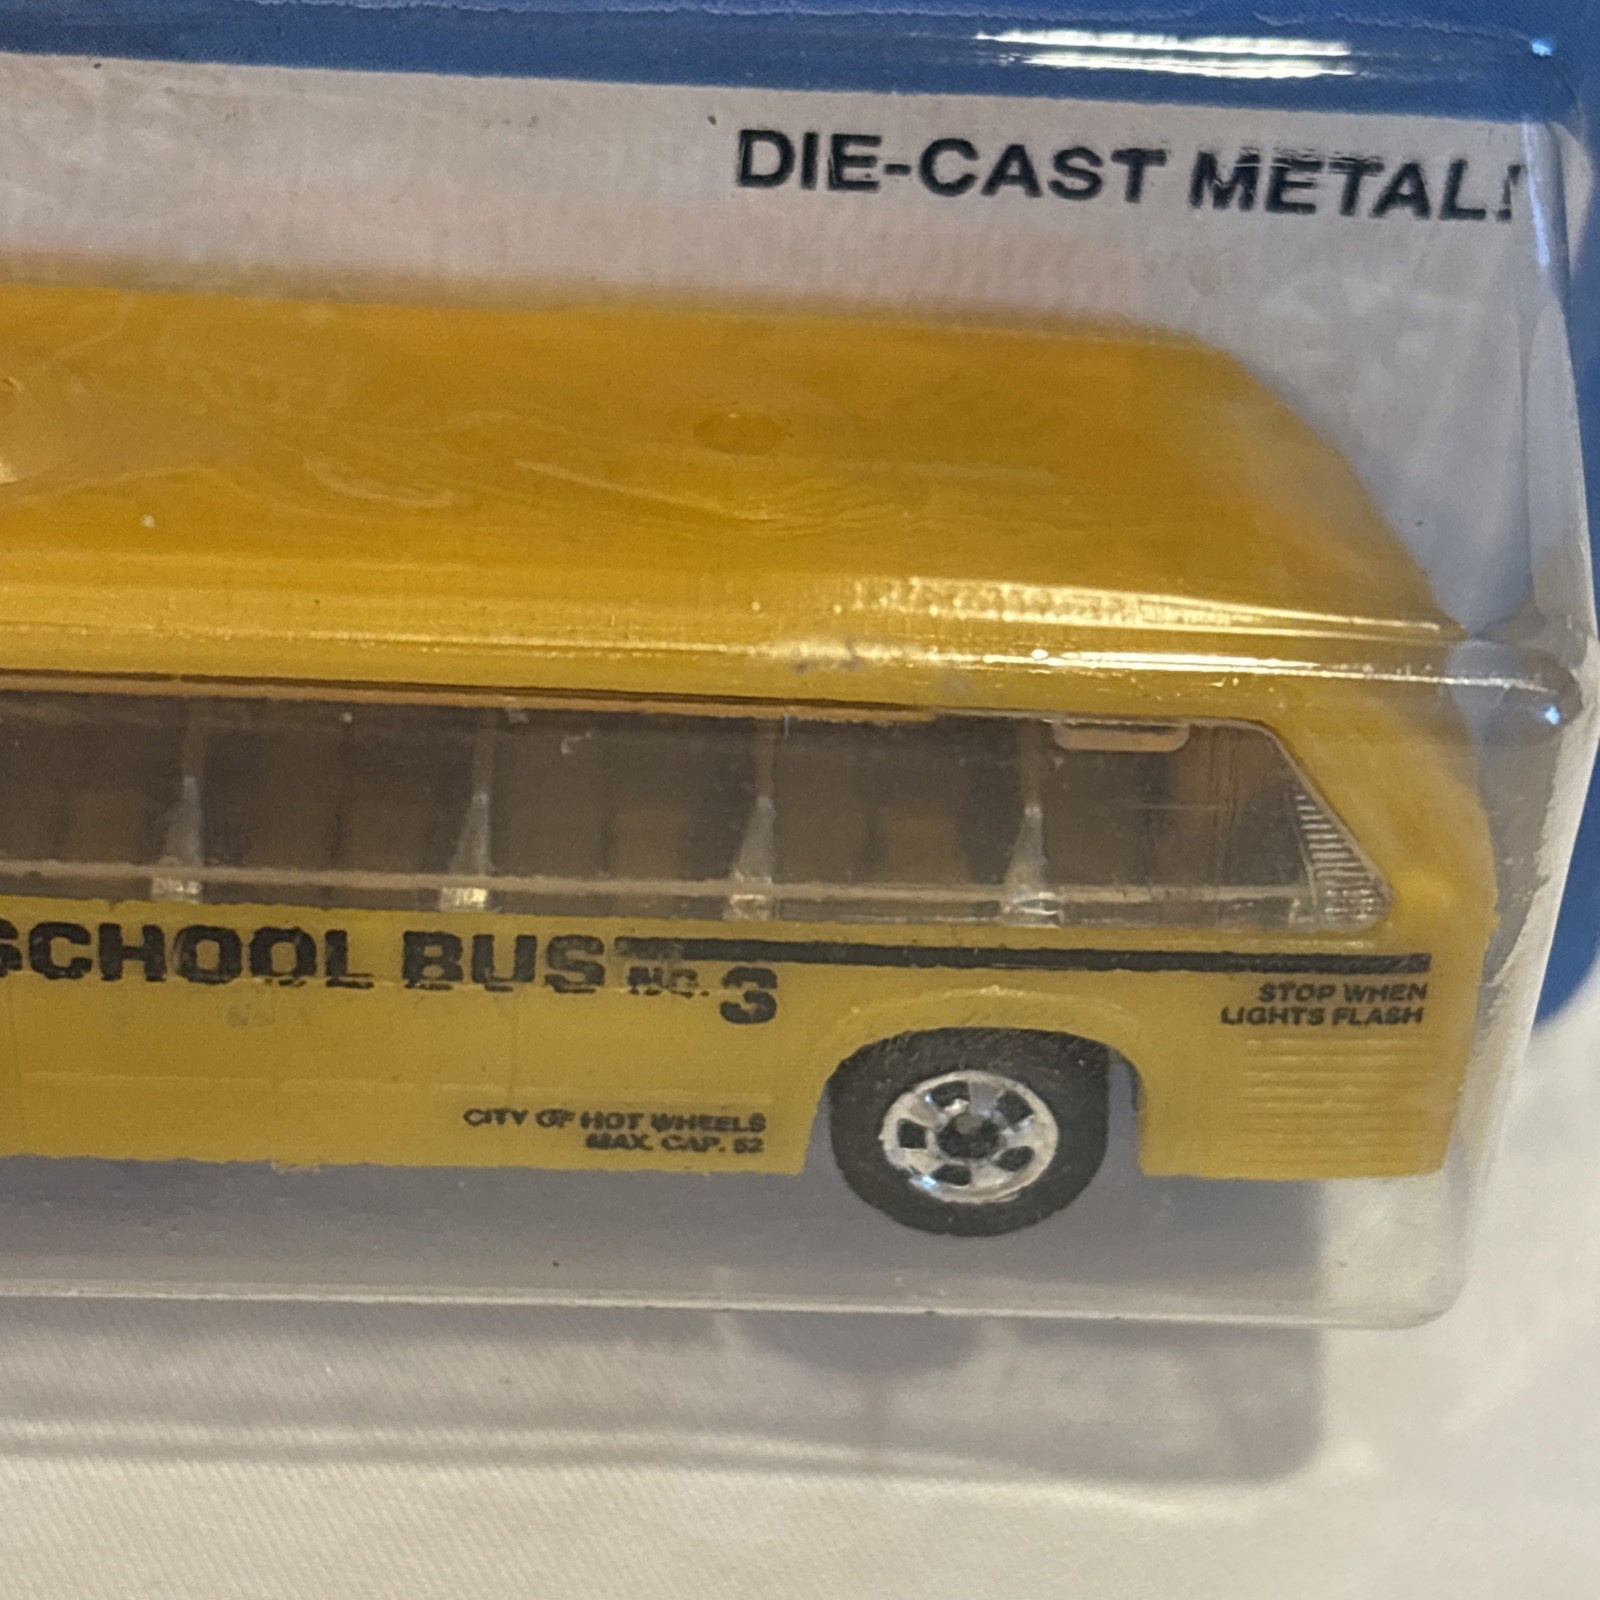 DIE-CAST METAL!
SCHOOL BUS NO. 3
STOP WHEN
LIGHTS FLASH
CITY OF HOT WHEELS
MAX. CAP. 52